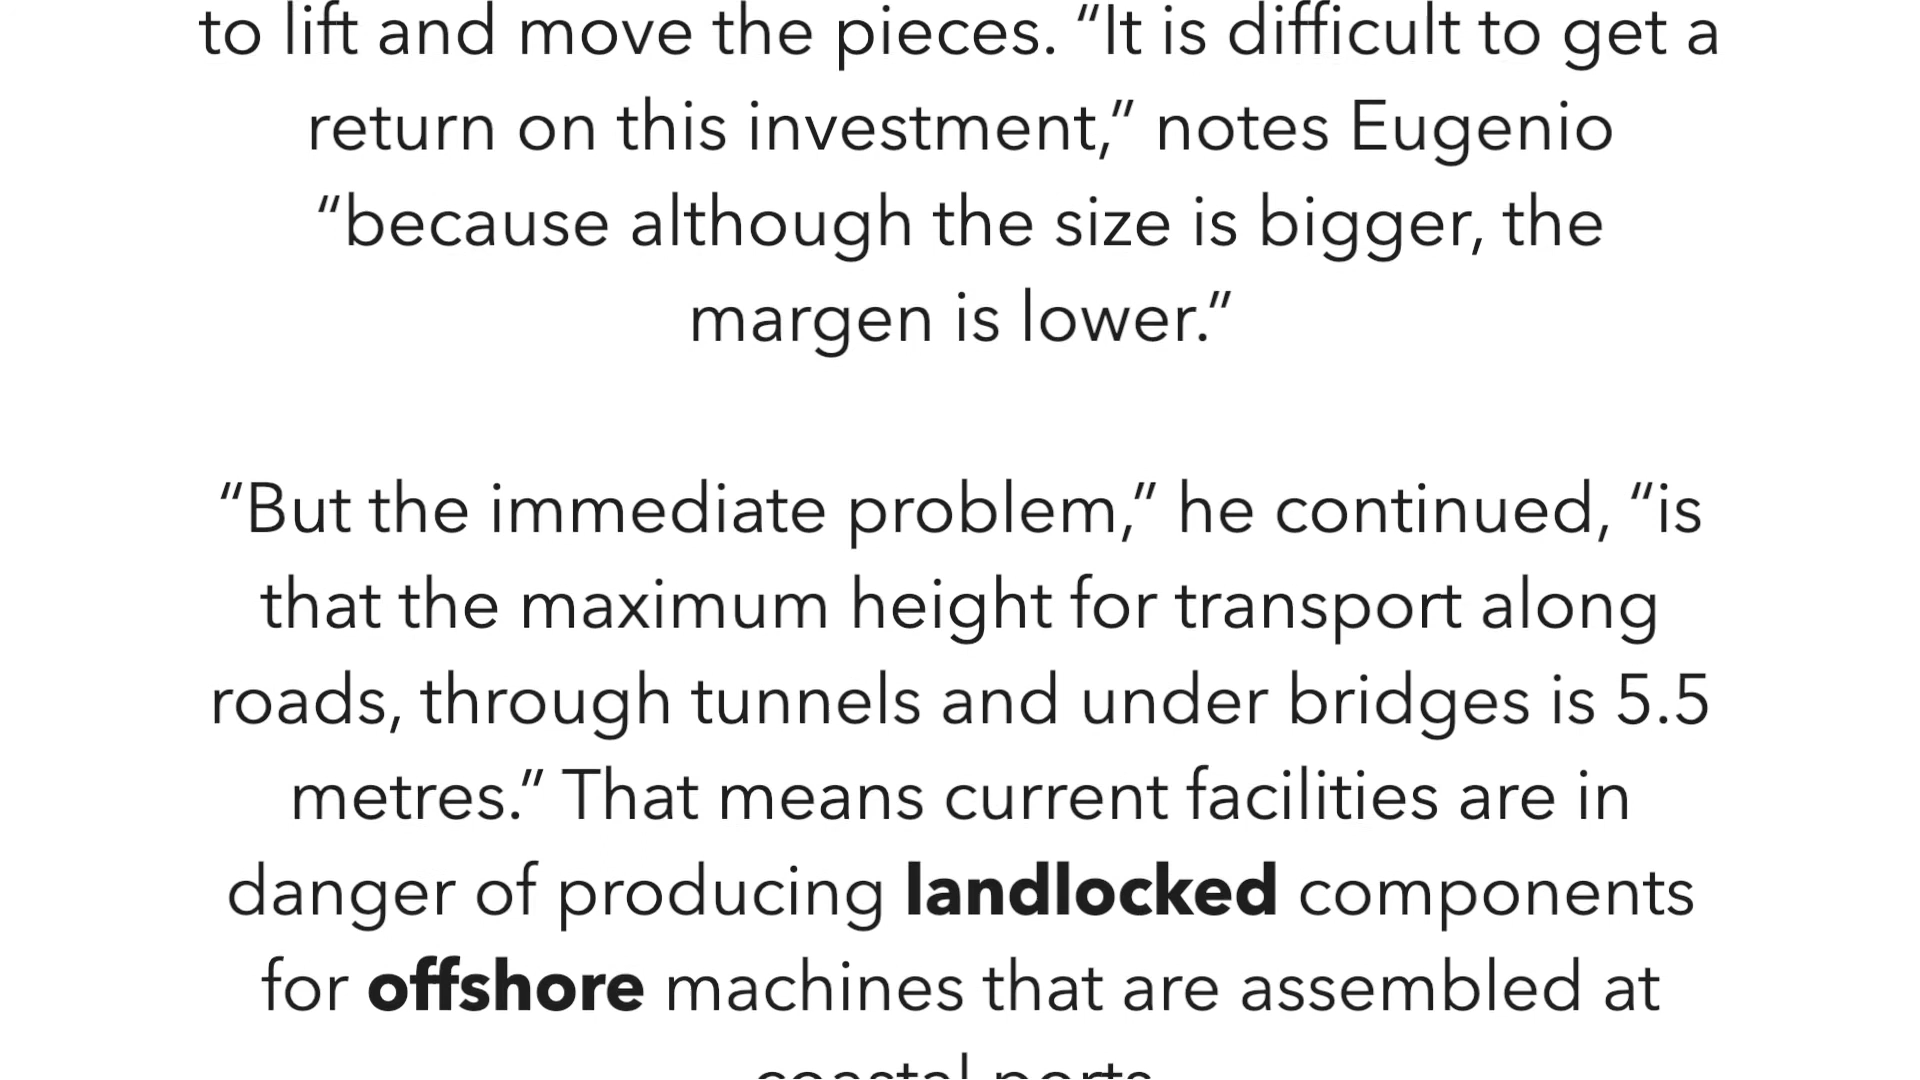 to lift and move the pieces. “It is difficult to get a
return on this investment,” notes Eugenio
“because although the size is bigger, the
margen is lower.”
“But the immediate problem,” he continued, “is
that the maximum height for transport along
roads, through tunnels and under bridges is 5.5
metres.” That means current facilities are in
danger of producing landlocked components
for offshore machines that are assembled at
coastal ports